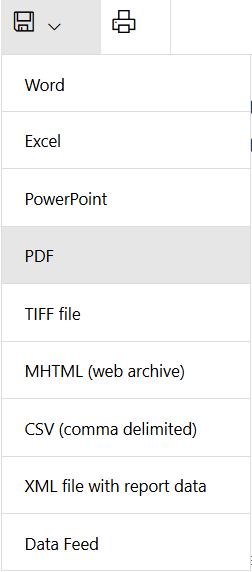 Word
Excel
PowerPoint
PDF
TIFF file
MHTML (web archive)
CSV (comma delimited)
XML file with report data
Data Feed